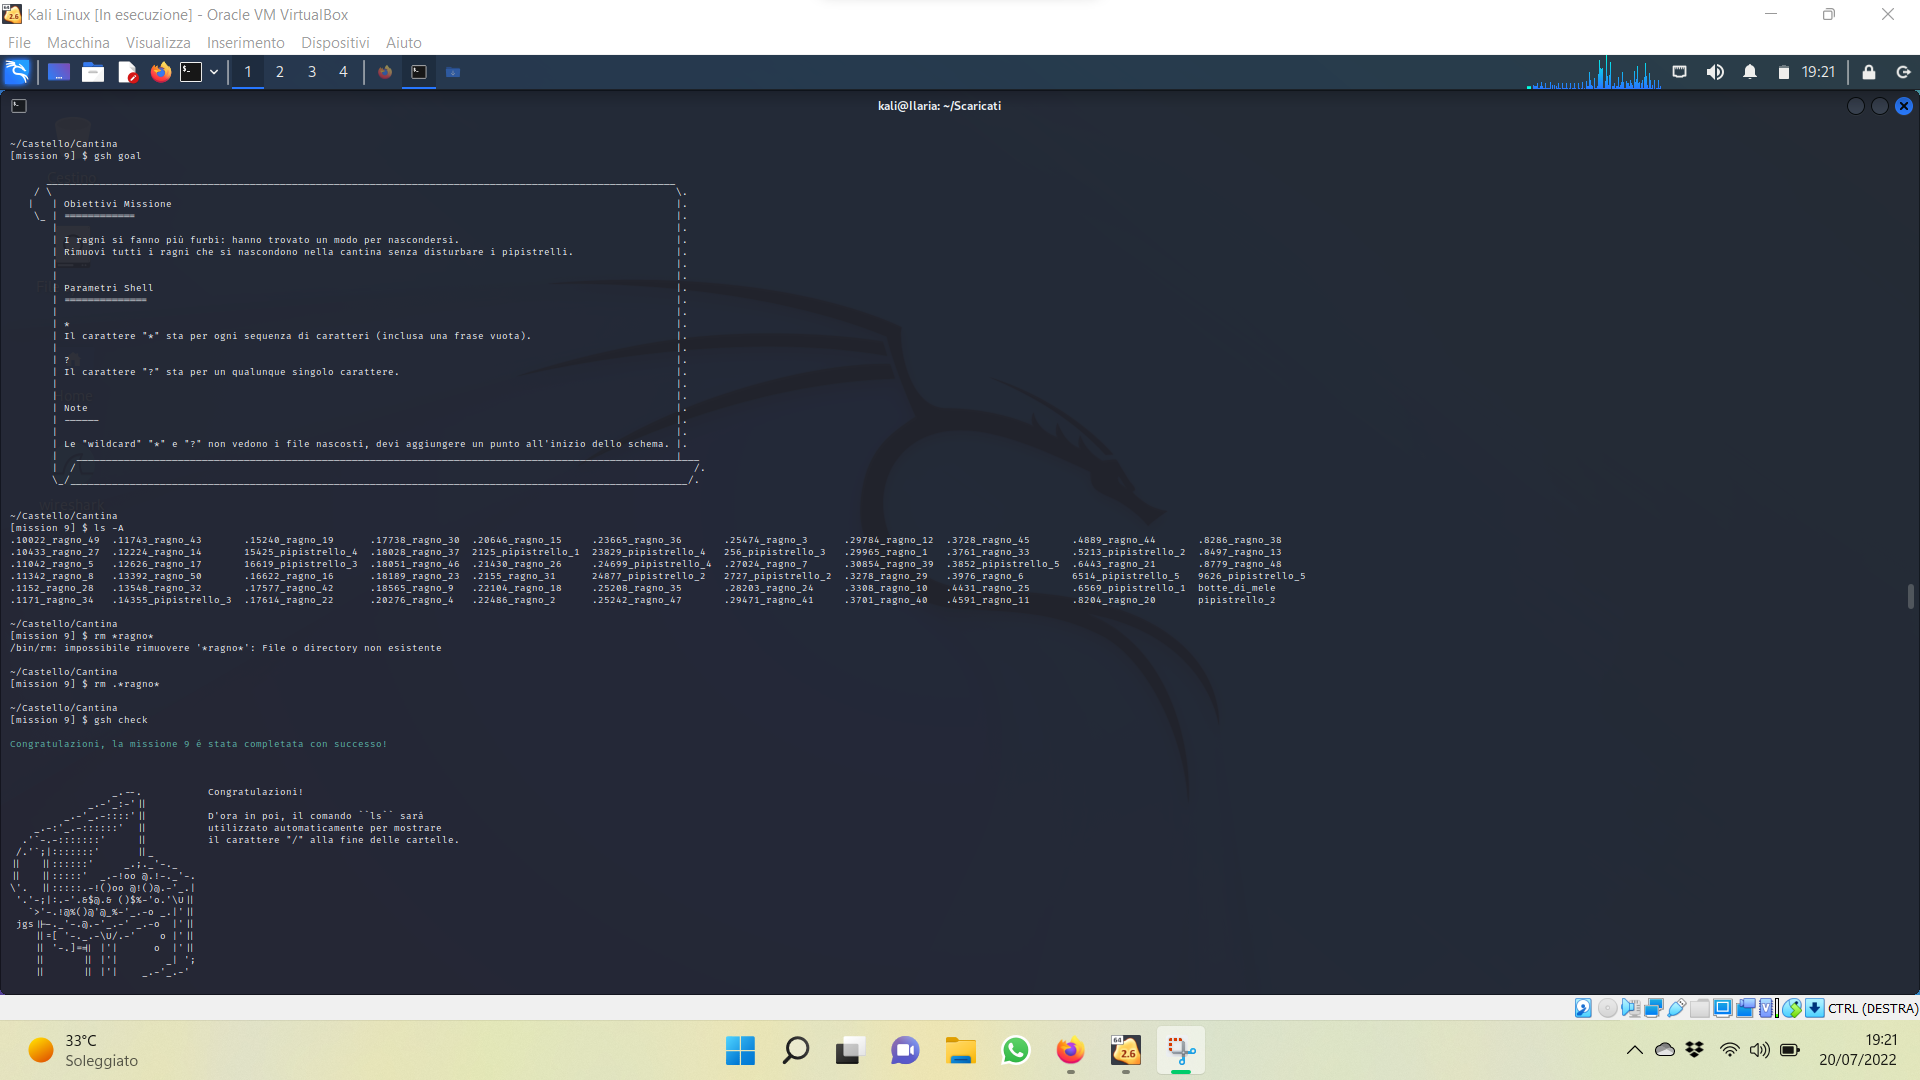 Kali Linux [In esecuzione] - Oracle VM VirtualBox
File Macchina Visualizza Inserimento Dispositivi Aiuto
1 2 3 4 19:21
kali@Ilaria: ~/Scaricati
~/Castello/Cantina
[mission 9] $ gsh goal
Obiettivi Missione
============
I ragni si fanno più furbi: hanno trovato un modo per nascondersi.
Rimuovi tutti i ragni che si nascondono nella cantina senza disturbare i pipistrelli.
Parametri Shell
==============
*
Il carattere "*" sta per ogni sequenza di caratteri (inclusa una frase vuota).
?
Il carattere "?" sta per un qualunque singolo carattere.
Note
------
Le "wildcard" "*" e "?" non vedono i file nascosti, devi aggiungere un punto all'inizio dello schema.
~/Castello/Cantina
[mission 9] $ ls -A
.10022_ragno_49 .11743_ragno_43 .15240_ragno_19 .17738_ragno_30 .20646_ragno_15 .23665_ragno_36 .25474_ragno_3 .29784_ragno_12 .3728_ragno_45 .4889_ragno_44 .8286_ragno_38
.10433_ragno_27 .12224_ragno_14 15425_pipistrello_4 .18028_ragno_37 2125_pipistrello_1 23829_pipistrello_4 256_pipistrello_3 .29965_ragno_1 .3761_ragno_33 .5213_pipistrello_2 .8497_ragno_13
.11042_ragno_5 .12626_ragno_17 16619_pipistrello_3 .18051_ragno_46 .21430_ragno_26 .24699_pipistrello_4 .27024_ragno_7 .30854_ragno_39 .3852_pipistrello_5 .6443_ragno_21 .8779_ragno_48
.11342_ragno_8 .13392_ragno_50 .16622_ragno_16 .18189_ragno_23 .2155_ragno_31 24877_pipistrello_2 2727_pipistrello_2 .3278_ragno_29 .3976_ragno_6 6514_pipistrello_5 9626_pipistrello_5
.1152_ragno_28 .13548_ragno_32 .17577_ragno_42 .18565_ragno_9 .22104_ragno_18 .25208_ragno_35 .28203_ragno_24 .3308_ragno_10 .4431_ragno_25 .6569_pipistrello_1 botte_di_mele
.1171_ragno_34 .14355_pipistrello_3 .17614_ragno_22 .20276_ragno_4 .22486_ragno_2 .25242_ragno_47 .29471_ragno_41 .3701_ragno_40 .4591_ragno_11 .8204_ragno_20 pipistrello_2
~/Castello/Cantina
[mission 9] $ rm *ragno*
/bin/rm: impossibile rimuovere '*ragno*': File o directory non esistente
~/Castello/Cantina
[mission 9] $ rm .*ragno*
~/Castello/Cantina
[mission 9] $ gsh check
Congratulazioni, la missione 9 é stata completata con successo!
Congratulazioni!
D'ora in poi, il comando ``ls`` sará
utilizzato automaticamente per mostrare
il carattere "/" alla fine delle cartelle.
jgs
CTRL (DESTRA)
33°C
Soleggiato
64
2.6
19:21
20/07/2022